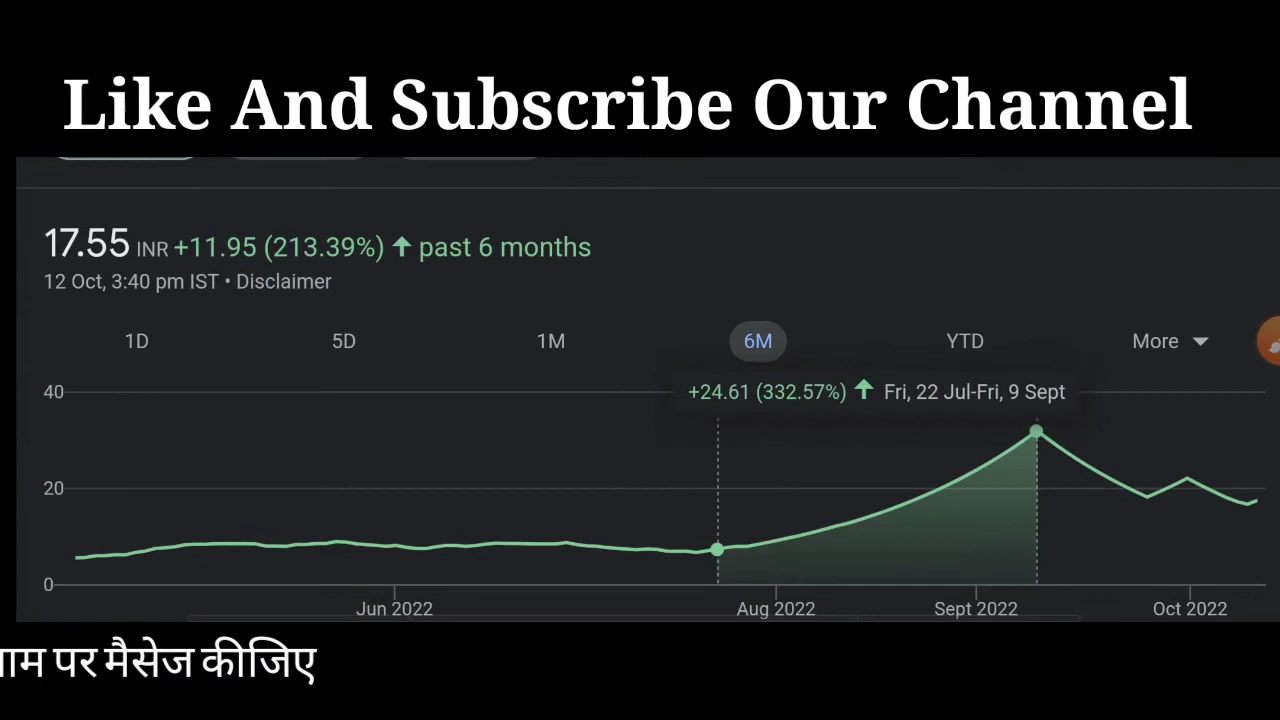 Like And Subscribe Our Channel
17.55 INR +11.95 (213.39%) ↑ past 6 months
12 Oct, 3:40 pm IST • Disclaimer
1D 5D 1M 6M YTD More
+24.61 (332.57%) ↑ Fri, 22 Jul-Fri, 9 Sept
40
20
0
Jun 2022 Aug 2022 Sept 2022 Oct 2022
पर मैसेज कीजिए